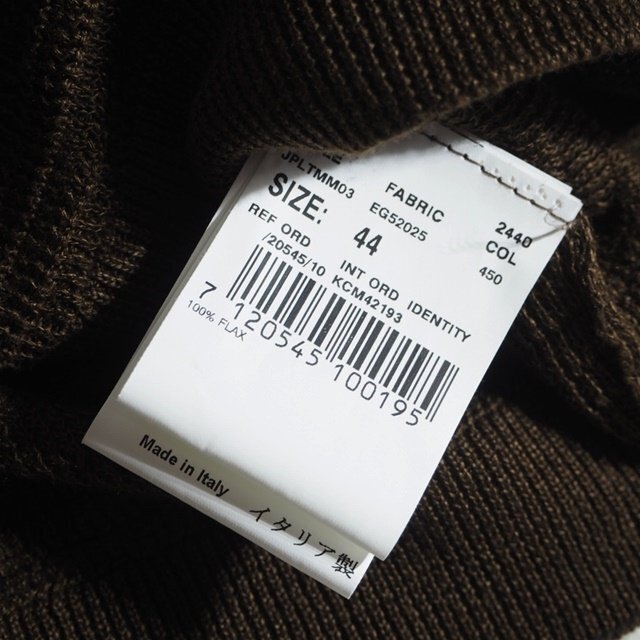 JPLTMM03 FABRIC 244D
SIZE: EG52025 COL
44 450
REF ORD INT ORD IDENTITY
/20545/10 KCM42193
7 120545 100195
100% FLAX
Made in Italy イタリア製